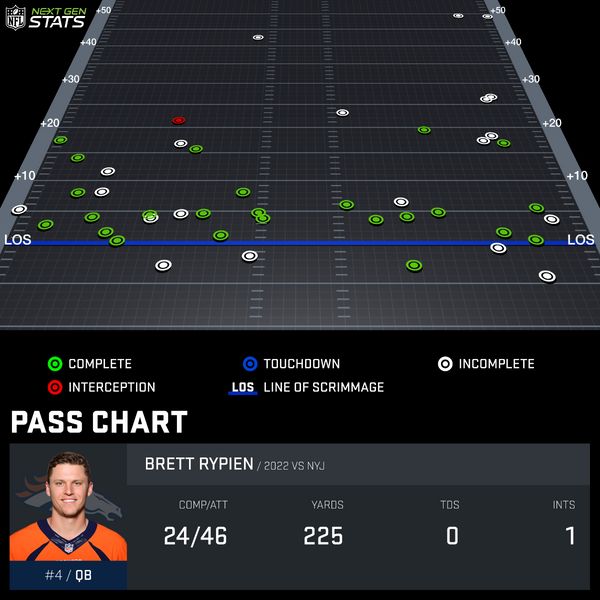 NFL NEXT GEN STATS
+50 +50
+40 +40
+30 +30
+20 +20
+10 +10
LOS LOS
COMPLETE TOUCHDOWN INCOMPLETE
INTERCEPTION LOS LINE OF SCRIMMAGE
PASS CHART
BRETT RYPIEN / 2022 VS NYJ
COMP/ATT YARDS TDS INTS
24/46 225 0 1
#4 / QB